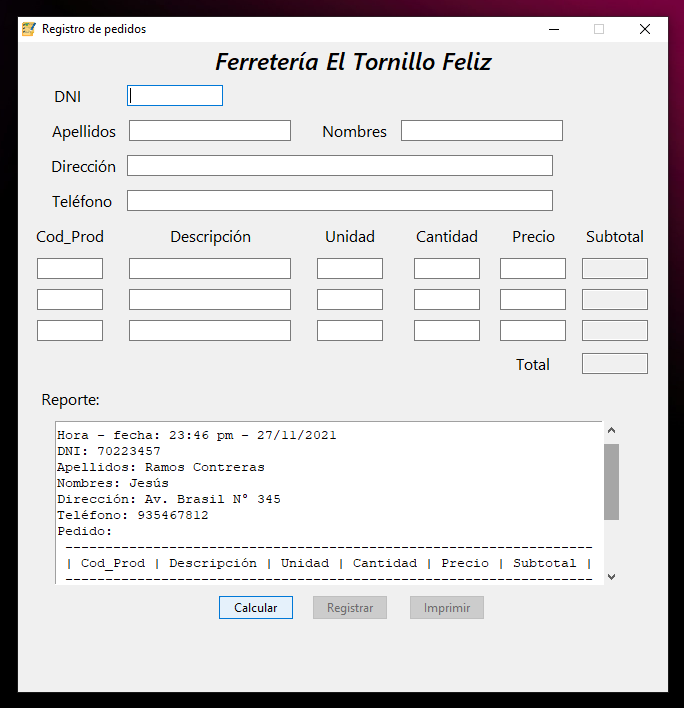 Registro de pedidos
Ferretería El Tornillo Feliz
DNI
Apellidos Nombres
Dirección
Teléfono
Cod_Prod Descripción Unidad Cantidad Precio Subtotal
Total
Reporte:
Hora - fecha: 23:46 pm - 27/11/2021
DNI: 70223457
Apellidos: Ramos Contreras
Nombres: Jesús
Dirección: Av. Brasil N° 345
Teléfono: 935467812
Pedido:
------------------------------------------------------------------
| Cod_Prod | Descripción | Unidad | Cantidad | Precio | Subtotal |
------------------------------------------------------------------
Calcular Registrar Imprimir